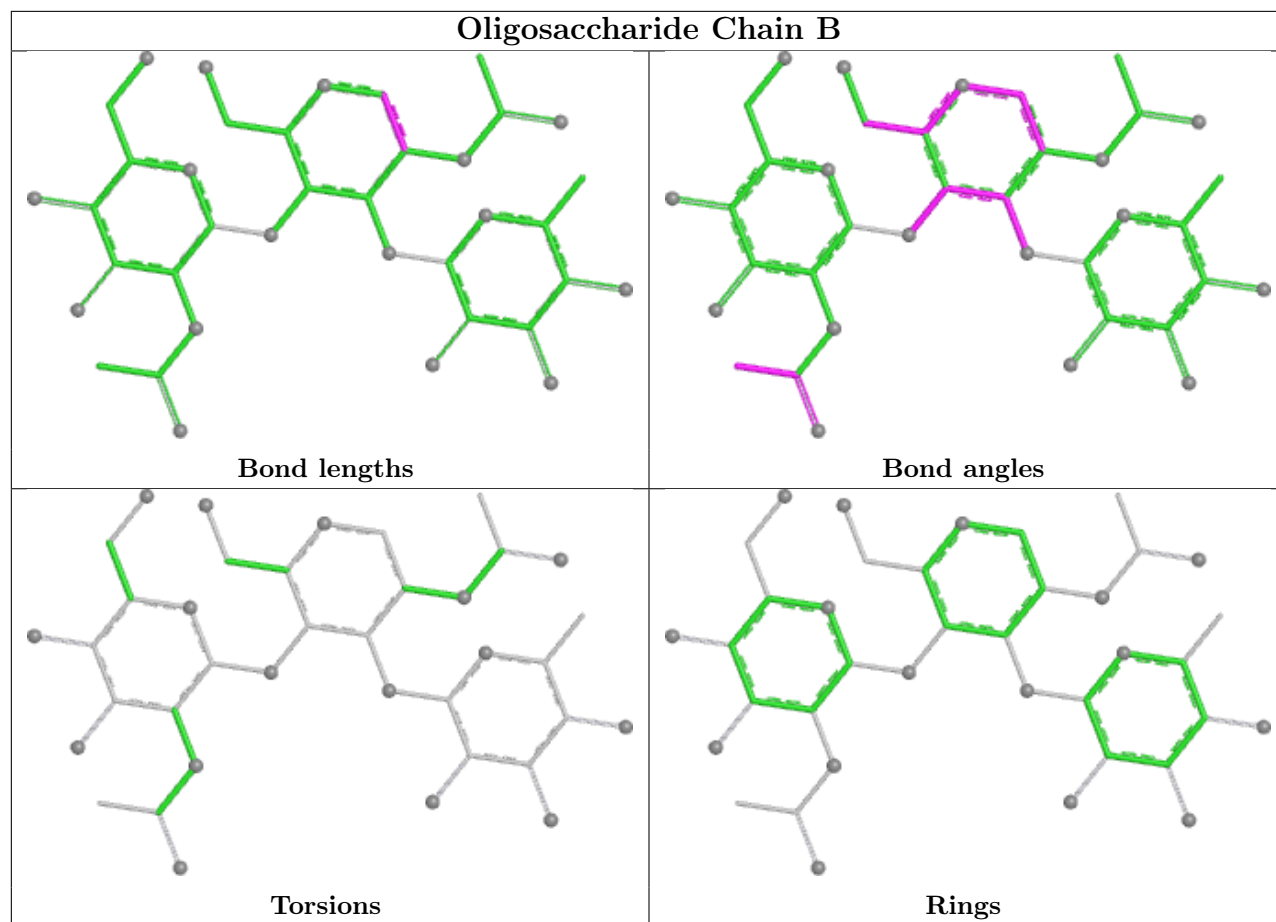 Oligosaccharide Chain B
Bond lengths
Bond angles
Torsions
Rings